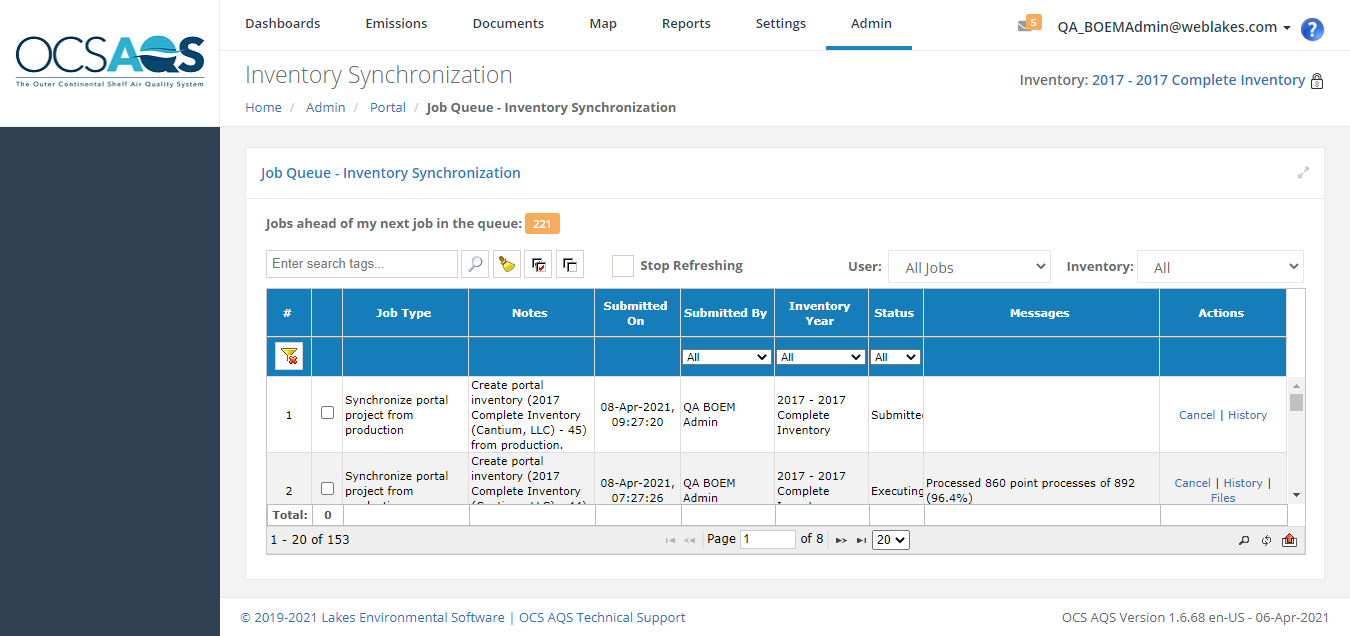 Dashboards Emissions Documents Map Reports Settings Admin
5 QA_BOEMAdmin@weblakes.com ?
OCSAQS
The Outer Continental Shelf Air Quality System
Inventory Synchronization
Inventory: 2017 - 2017 Complete Inventory
Home / Admin / Portal / Job Queue - Inventory Synchronization
Job Queue - Inventory Synchronization
Jobs ahead of my next job in the queue: 221
Enter search tags... Stop Refreshing User: All Jobs Inventory: All
# Job Type Notes Submitted On Submitted By Inventory Year Status Messages Actions
All All All
1
Synchronize portal
project from
production
Create portal
inventory (2017
Complete Inventory
(Cantium, LLC) - 45)
from production.
08-Apr-2021,
09:27:20
QA BOEM
Admin
2017 - 2017
Complete
Inventory
Submitted
Cancel | History
2
Synchronize portal
project from
Create portal
inventory (2017
Complete Inventory
08-Apr-2021,
07:27:26
QA BOEM
Admin
2017 - 2017
Complete
Executing
Processed 860 point processes of 892
(96.4%)
Cancel | History |
Files
Total: 0
1 - 20 of 153 Page 1 of 8 20
© 2019-2021 Lakes Environmental Software | OCS AQS Technical Support
OCS AQS Version 1.6.68 en-US - 06-Apr-2021